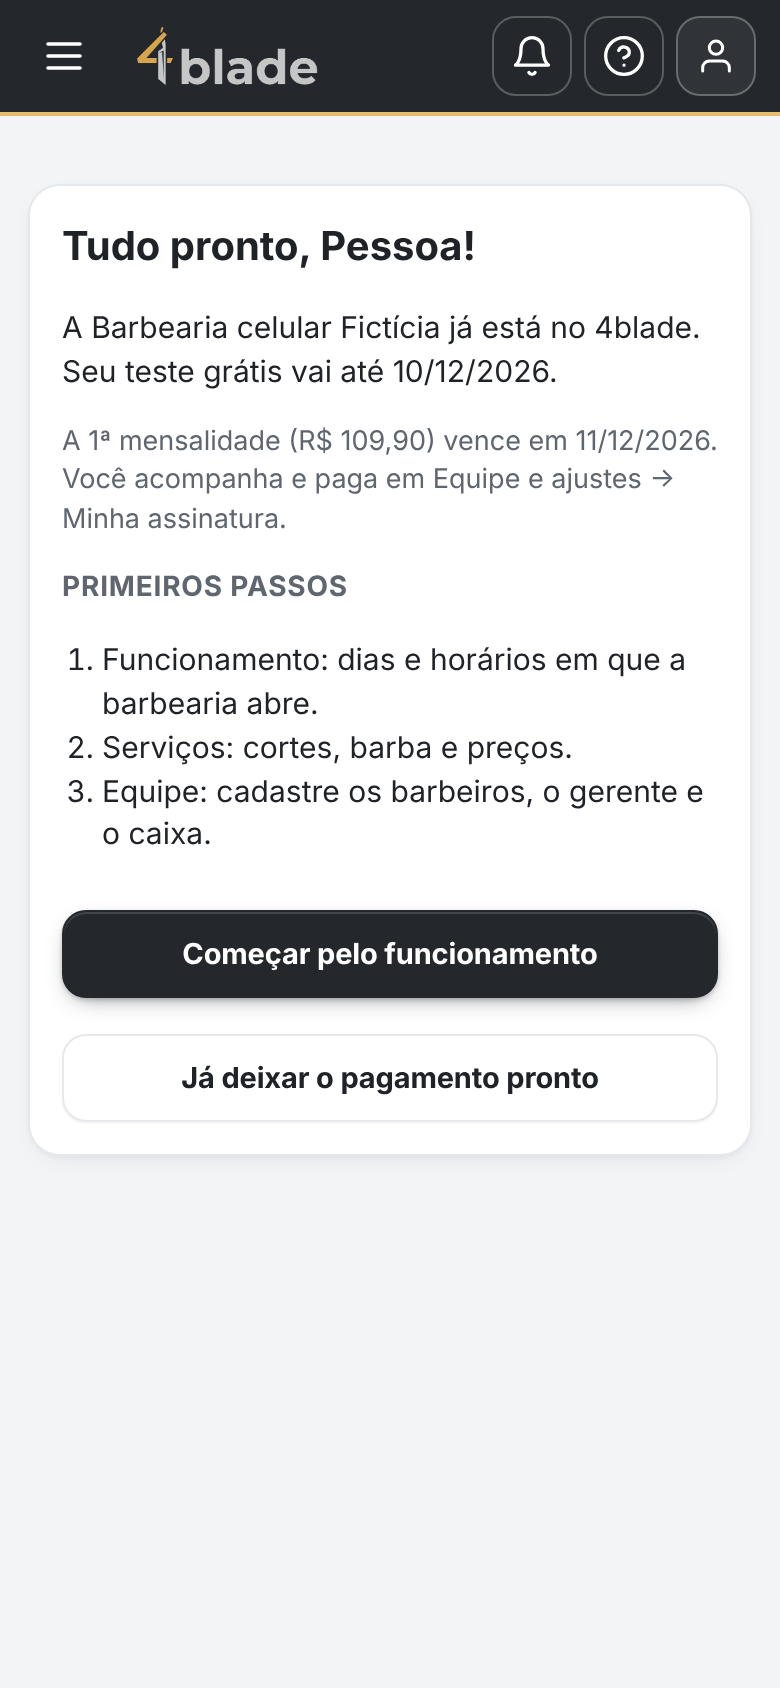 4blade
Tudo pronto, Pessoa!
A Barbearia celular Fictícia já está no 4blade.
Seu teste grátis vai até 10/12/2026.
A 1ª mensalidade (R$ 109,90) vence em 11/12/2026.
Você acompanha e paga em Equipe e ajustes →
Minha assinatura.
PRIMEIROS PASSOS
1. Funcionamento: dias e horários em que a
barbearia abre.
2. Serviços: cortes, barba e preços.
3. Equipe: cadastre os barbeiros, o gerente e
o caixa.
Começar pelo funcionamento
Já deixar o pagamento pronto